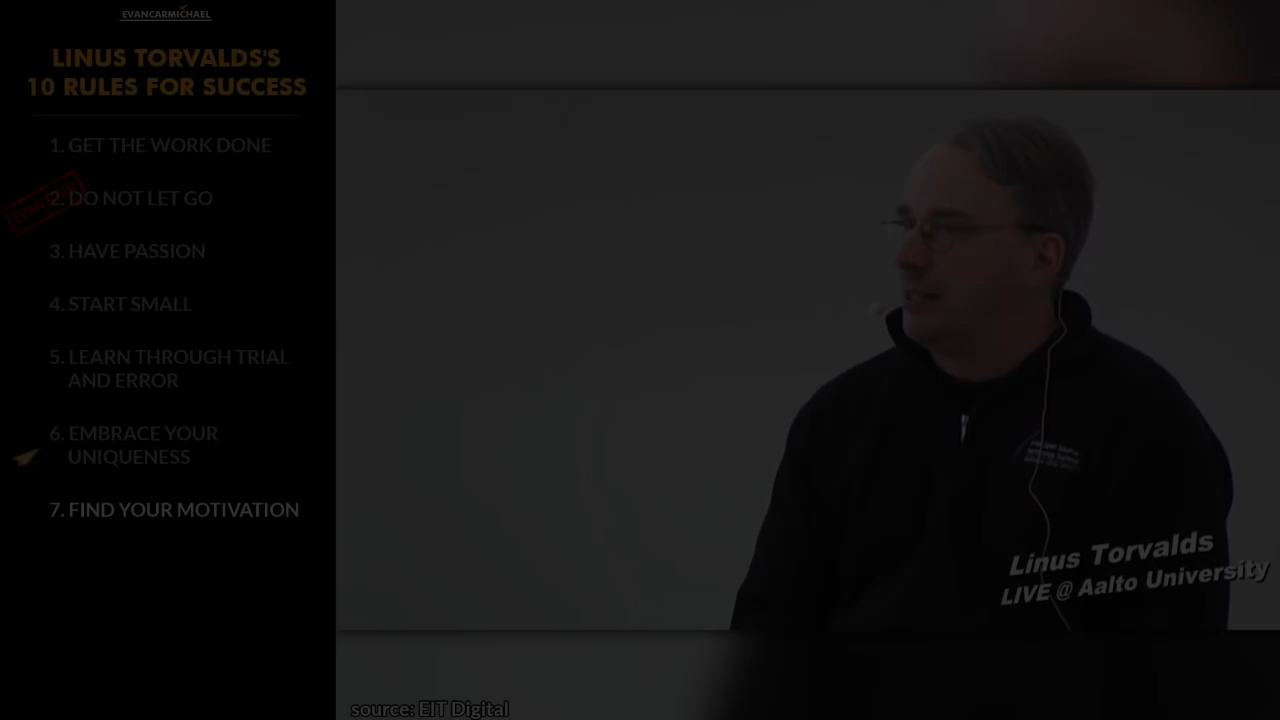 EVANCARMICHAEL
LINUS TORVALDS'S
10 RULES FOR SUCCESS
1. GET THE WORK DONE
2. DO NOT LET GO
3. HAVE PASSION
4. START SMALL
5. LEARN THROUGH TRIAL
AND ERROR
6. EMBRACE YOUR
UNIQUENESS
7. FIND YOUR MOTIVATION
Linus Torvalds
LIVE @ Aalto University
source: EIT Digital